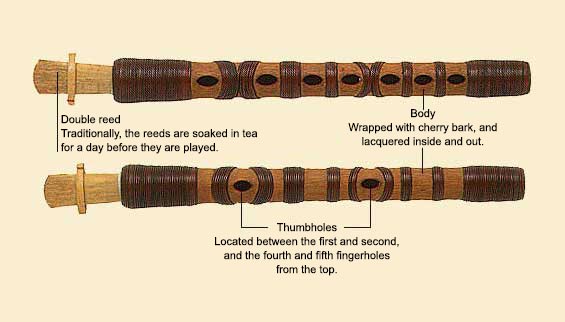 Double reed
Traditionally, the reeds are soaked in tea
for a day before they are played.
Body
Wrapped with cherry bark, and
lacquered inside and out.
Thumbholes
Located between the first and second,
and the fourth and fifth fingerholes
from the top.